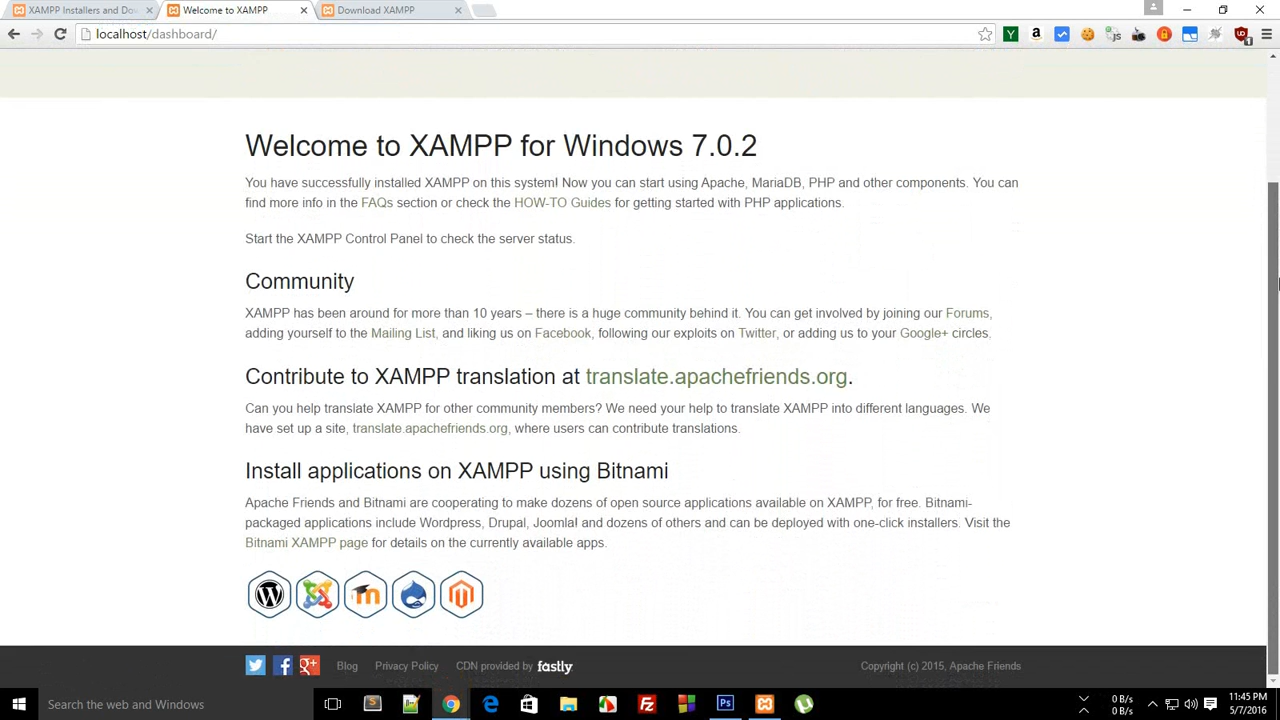 XAMPP Installers and Do
Welcome to XAMPP
Download XAMPP
localhost/dashboard/
Welcome to XAMPP for Windows 7.0.2
You have successfully installed XAMPP on this system! Now you can start using Apache, MariaDB, PHP and other components. You can
find more info in the FAQs section or check the HOW-TO Guides for getting started with PHP applications.
Start the XAMPP Control Panel to check the server status.
Community
XAMPP has been around for more than 10 years – there is a huge community behind it. You can get involved by joining our Forums,
adding yourself to the Mailing List, and liking us on Facebook, following our exploits on Twitter, or adding us to your Google+ circles.
Contribute to XAMPP translation at translate.apachefriends.org.
Can you help translate XAMPP for other community members? We need your help to translate XAMPP into different languages. We
have set up a site, translate.apachefriends.org, where users can contribute translations.
Install applications on XAMPP using Bitnami
Apache Friends and Bitnami are cooperating to make dozens of open source applications available on XAMPP, for free. Bitnami-
packaged applications include Wordpress, Drupal, Joomla! and dozens of others and can be deployed with one-click installers. Visit the
Bitnami XAMPP page for details on the currently available apps.
Blog Privacy Policy CDN provided by fastly Copyright (c) 2015, Apache Friends
Search the web and Windows
0 B/s
0 B/s
11:45 PM
5/7/2016